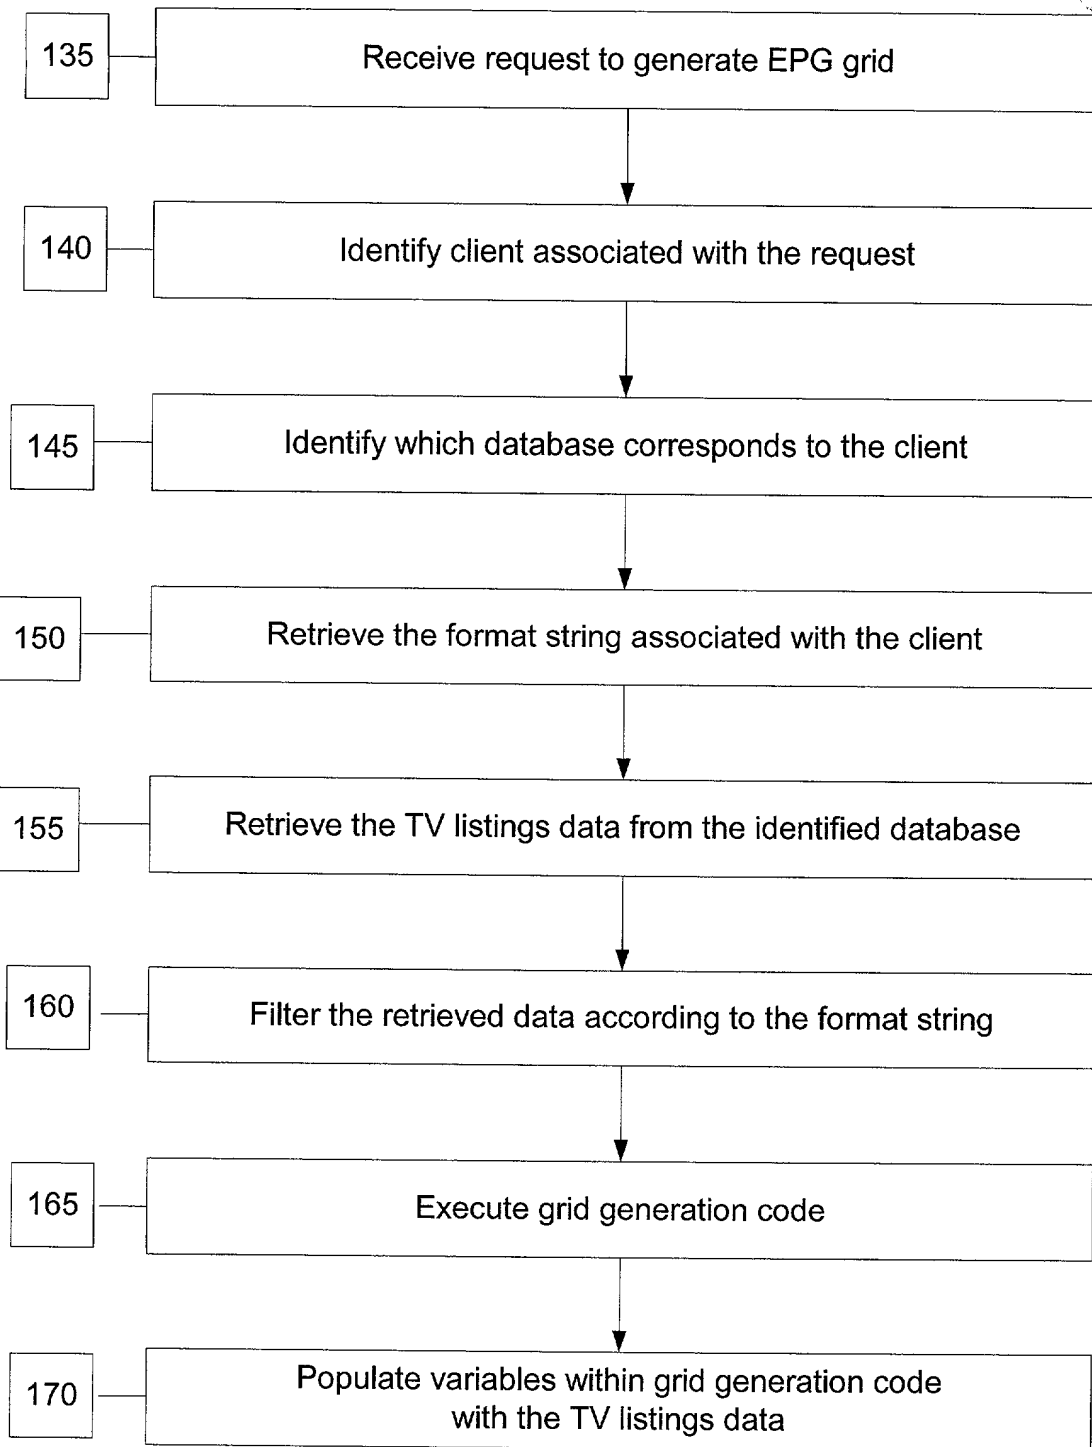 135
Receive request to generate EPG grid
140
Identify client associated with the request
145
Identify which database corresponds to the client
150
Retrieve the format string associated with the client
155
Retrieve the TV listings data from the identified database
160
Filter the retrieved data according to the format string
165
Execute grid generation code
170
Populate variables within grid generation code
with the TV listings data